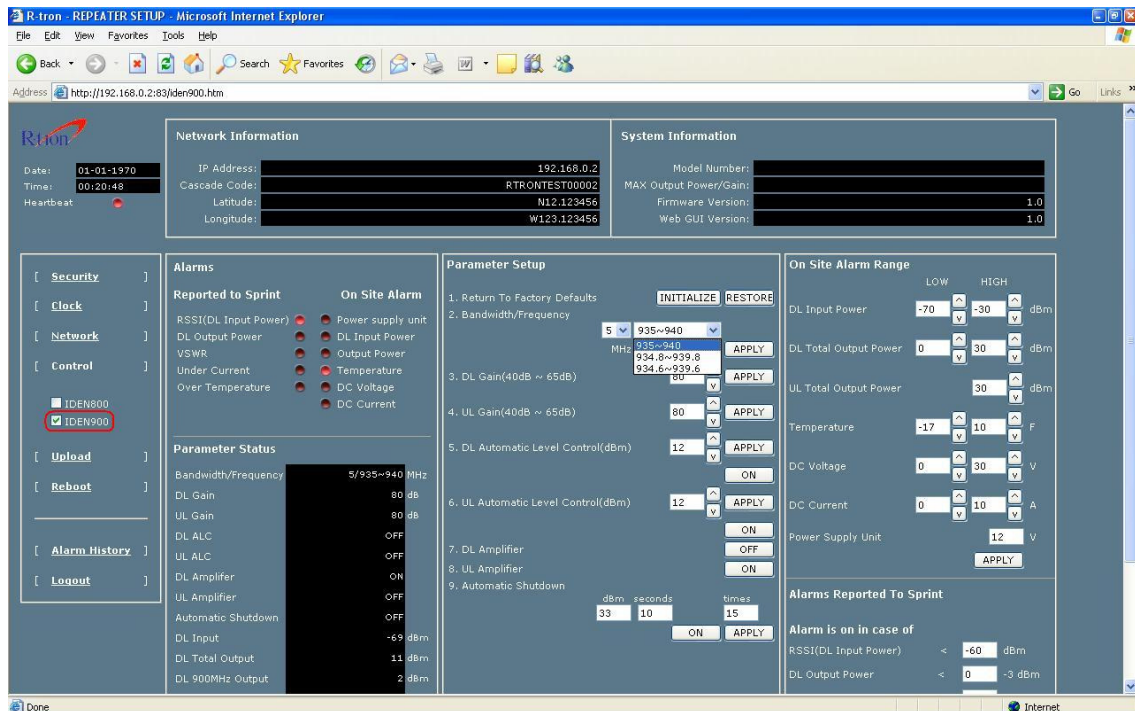 R-tron - REPEATER SETUP - Microsoft Internet Explorer
File Edit View Favorites Tools Help
Back Search Favorites
Address http://192.168.0.2:83/iden900.htm Go Links
R-tron
Date: 01-01-1970
Time: 00:20:48
Heartbeat
Network Information
IP Address: 192.168.0.2
Cascade Code: RTRONTEST00002
Latitude: N12.123456
Longitude: W123.123456
System Information
Model Number:
MAX Output Power/Gain:
Firmware Version: 1.0
Web GUI Version: 1.0
[ Security ]
[ Clock ]
[ Network ]
[ Control ]
IDEN800
IDEN900
[ Upload ]
[ Reboot ]
[ Alarm History ]
[ Logout ]
Alarms
Reported to Sprint On Site Alarm
RSSI(DL Input Power) Power supply unit
DL Output Power DL Input Power
VSWR Output Power
Under Current Temperature
Over Temperature DC Voltage
DC Current
Parameter Status
Bandwidth/Frequency 5/935~940 MHz
DL Gain 80 dB
UL Gain 80 dB
DL ALC OFF
UL ALC OFF
DL Amplifer ON
UL Amplifier OFF
Automatic Shutdown OFF
DL Input -69 dBm
DL Total Output 11 dBm
DL 900MHz Output 2 dBm
Parameter Setup
1. Return To Factory Defaults INITIALIZE RESTORE
2. Bandwidth/Frequency
5 935~940
MHz 935~940 APPLY
934.8~939.8
934.6~939.6
3. DL Gain(40dB ~ 65dB) 80 v APPLY
4. UL Gain(40dB ~ 65dB) 80 ^ v APPLY
5. DL Automatic Level Control(dBm) 12 ^ v APPLY
ON
6. UL Automatic Level Control(dBm) 12 ^ v APPLY
ON
7. DL Amplifier OFF
8. UL Amplifier ON
9. Automatic Shutdown
dBm seconds times
33 10 15
ON APPLY
On Site Alarm Range
LOW HIGH
DL Input Power -70 ^ v -30 ^ v dBm
DL Total Output Power 0 ^ v 30 ^ v dBm
UL Total Output Power 30 ^ v dBm
Temperature -17 ^ v 10 ^ v F
DC Voltage 0 ^ v 30 ^ v V
DC Current 0 ^ v 10 ^ v A
Power Supply Unit 12 V
APPLY
Alarms Reported To Sprint
Alarm is on in case of
RSSI(DL Input Power) < -60 dBm
DL Output Power < 0 -3 dBm
Done Internet